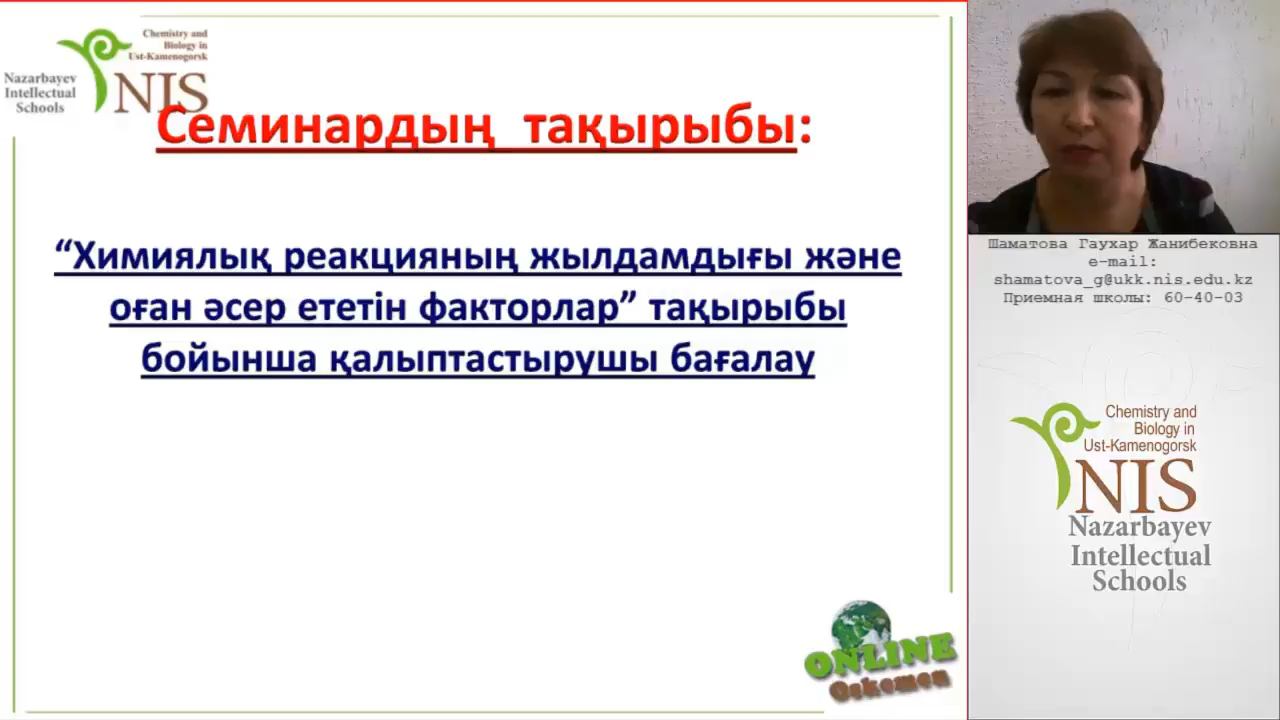 Chemistry and
Biology in
Ust-Kamenogorsk
Nazarbayev
Intellectual
Schools
NIS
Семинардың тақырыбы:
“Химиялық реакцияның жылдамдығы және
оған әсер ететін факторлар” тақырыбы
бойынша қалыптастырушы бағалау
ONLINE
Oskemen
Шаматова Гаухар Жанибековна
e-mail:
shamatova_g@ukk.nis.edu.kz
Приемная школы: 60-40-03
Chemistry and
Biology in
Ust-Kamenogorsk
NIS
Nazarbayev
Intellectual
Schools